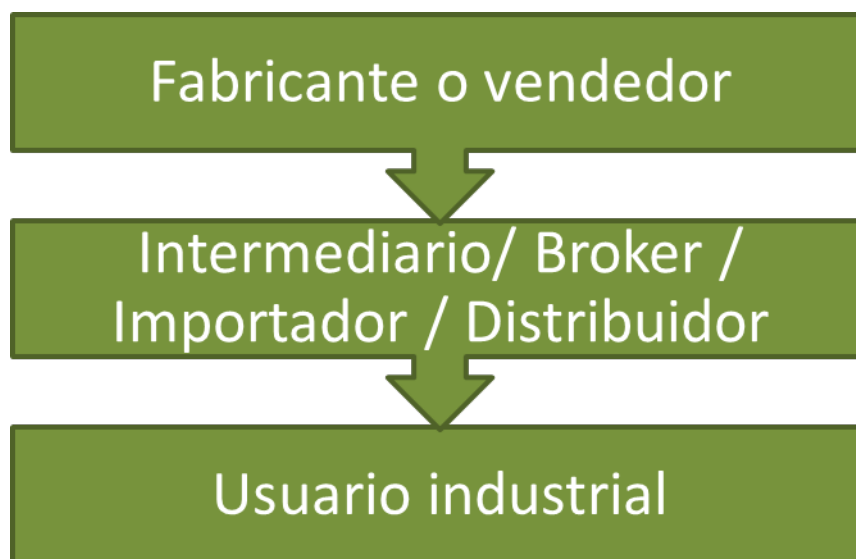 Fabricante o vendedor
Intermediario/ Broker /
Importador / Distribuidor
Usuario industrial